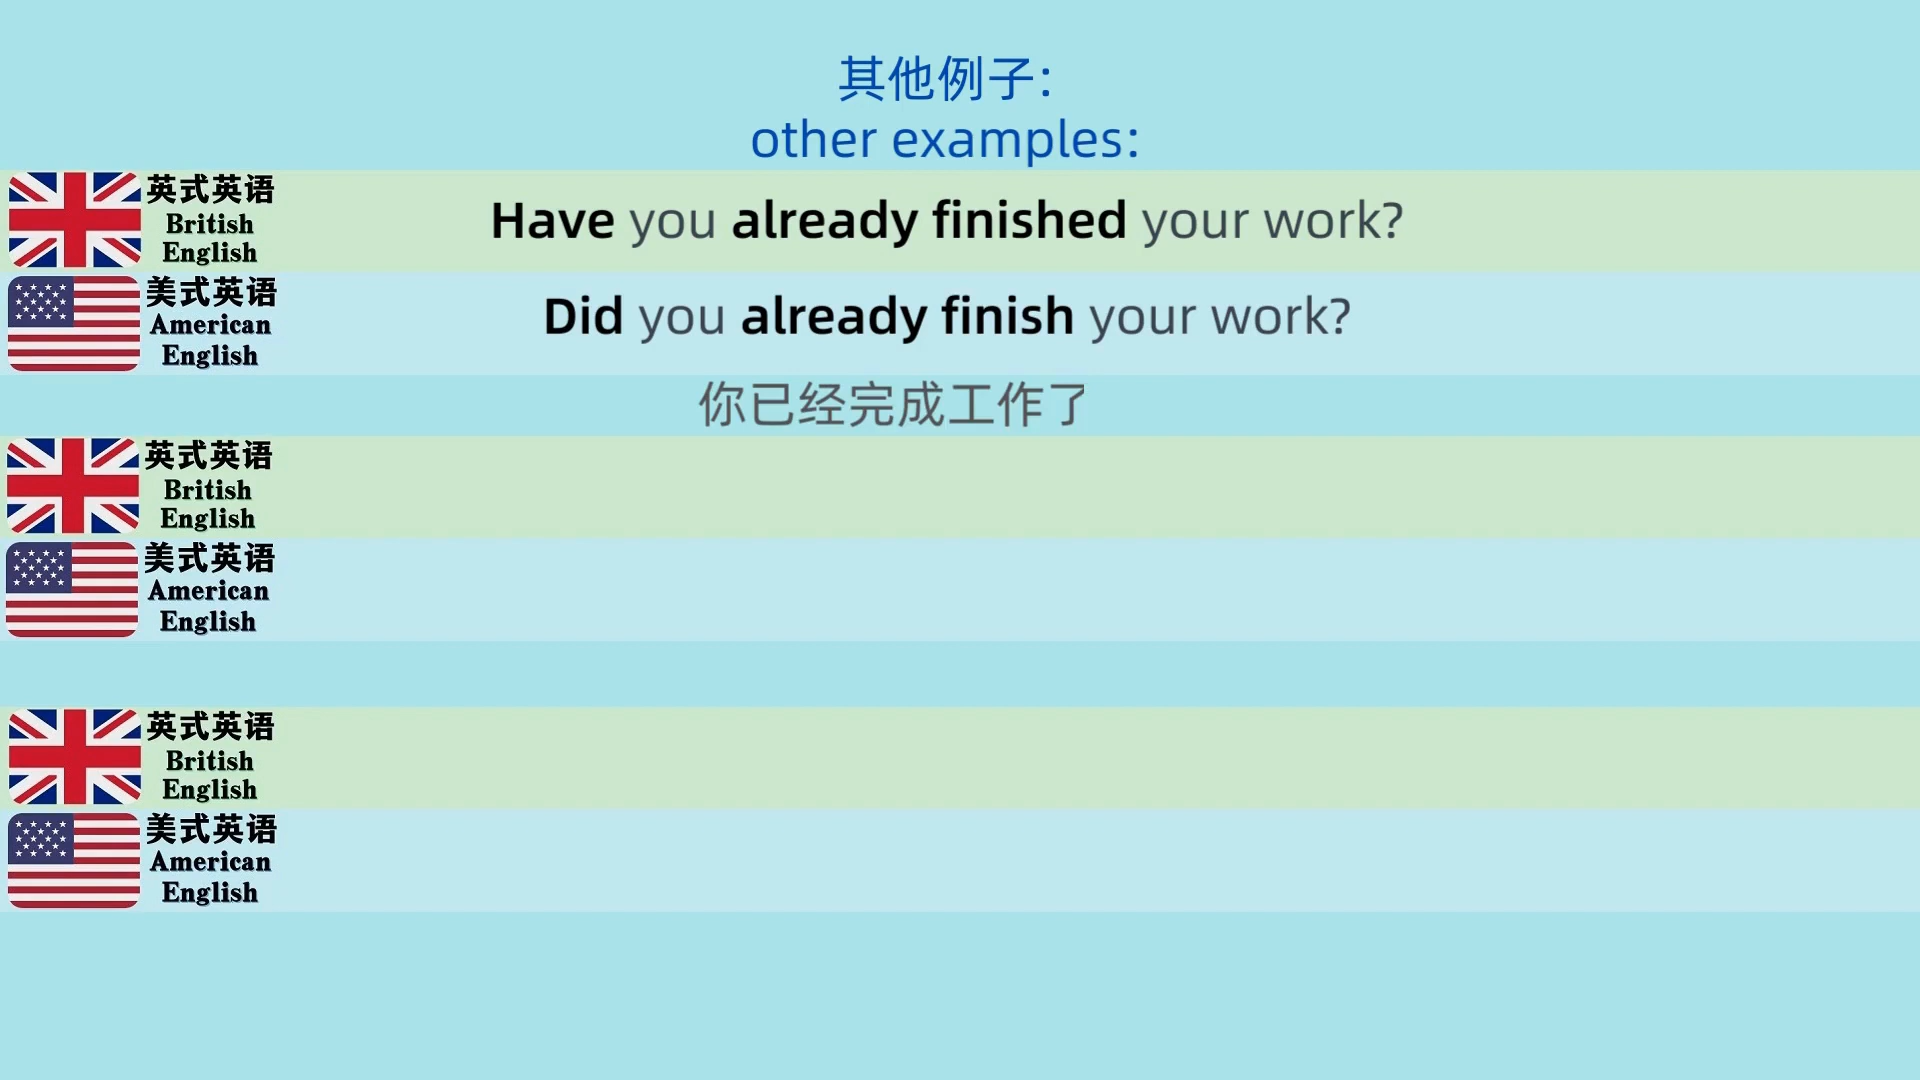 其他例子：
other examples:
英式英语
British
English
Have you already finished your work?
美式英语
American
English
Did you already finish your work?
你已经完成工作了
英式英语
British
English
美式英语
American
English
英式英语
British
English
美式英语
American
English